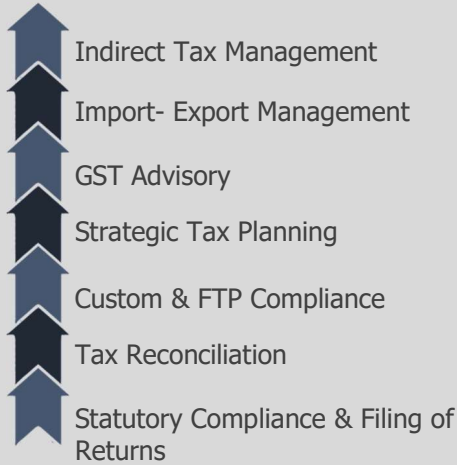 Indirect Tax Management
Import- Export Management
GST Advisory
Strategic Tax Planning
Custom & FTP Compliance
Tax Reconciliation
Statutory Compliance & Filing of
Returns